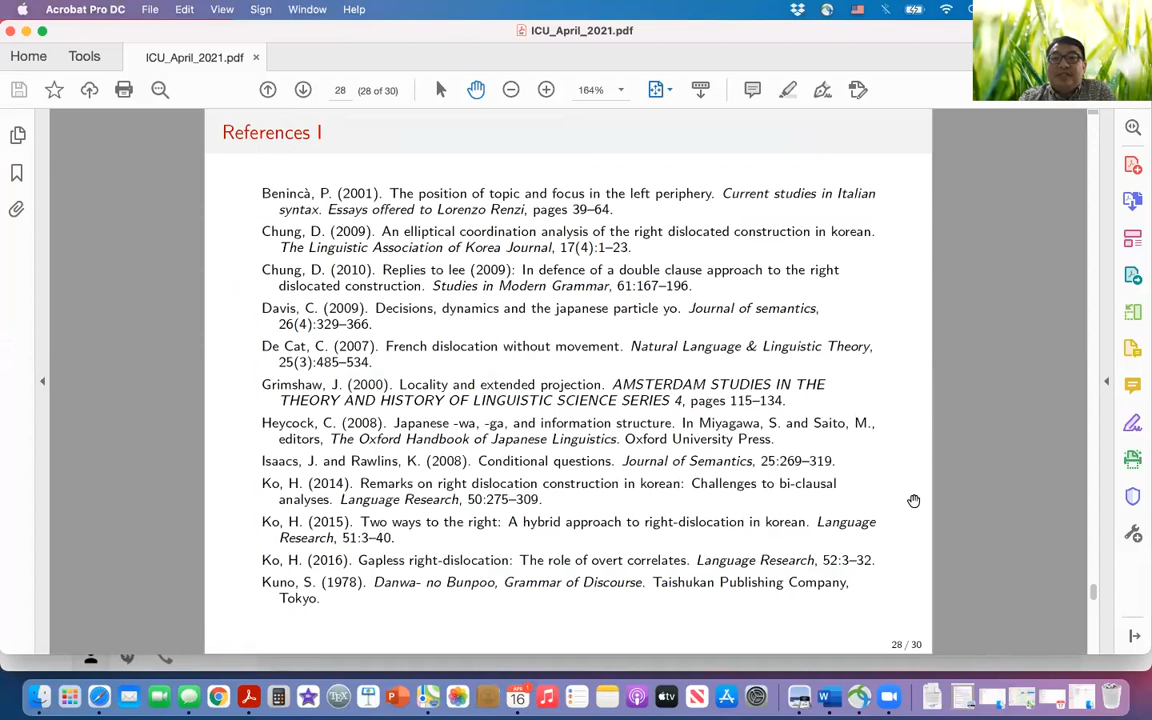 Acrobat Pro DC File Edit View Sign Window Help
ICU_April_2021.pdf
Home Tools ICU_April_2021.pdf ×
28 (28 of 30) 164%
References I
Benincà, P. (2001). The position of topic and focus in the left periphery. Current studies in Italian
syntax. Essays offered to Lorenzo Renzi, pages 39–64.
Chung, D. (2009). An elliptical coordination analysis of the right dislocated construction in korean.
The Linguistic Association of Korea Journal, 17(4):1–23.
Chung, D. (2010). Replies to lee (2009): In defence of a double clause approach to the right
dislocated construction. Studies in Modern Grammar, 61:167–196.
Davis, C. (2009). Decisions, dynamics and the japanese particle yo. Journal of semantics,
26(4):329–366.
De Cat, C. (2007). French dislocation without movement. Natural Language & Linguistic Theory,
25(3):485–534.
Grimshaw, J. (2000). Locality and extended projection. AMSTERDAM STUDIES IN THE
THEORY AND HISTORY OF LINGUISTIC SCIENCE SERIES 4, pages 115–134.
Heycock, C. (2008). Japanese -wa, -ga, and information structure. In Miyagawa, S. and Saito, M.,
editors, The Oxford Handbook of Japanese Linguistics. Oxford University Press.
Isaacs, J. and Rawlins, K. (2008). Conditional questions. Journal of Semantics, 25:269–319.
Ko, H. (2014). Remarks on right dislocation construction in korean: Challenges to bi-clausal
analyses. Language Research, 50:275–309.
Ko, H. (2015). Two ways to the right: A hybrid approach to right-dislocation in korean. Language
Research, 51:3–40.
Ko, H. (2016). Gapless right-dislocation: The role of overt correlates. Language Research, 52:3–32.
Kuno, S. (1978). Danwa- no Bunpoo, Grammar of Discourse. Taishukan Publishing Company,
Tokyo.
28 / 30
TEX
16
tv